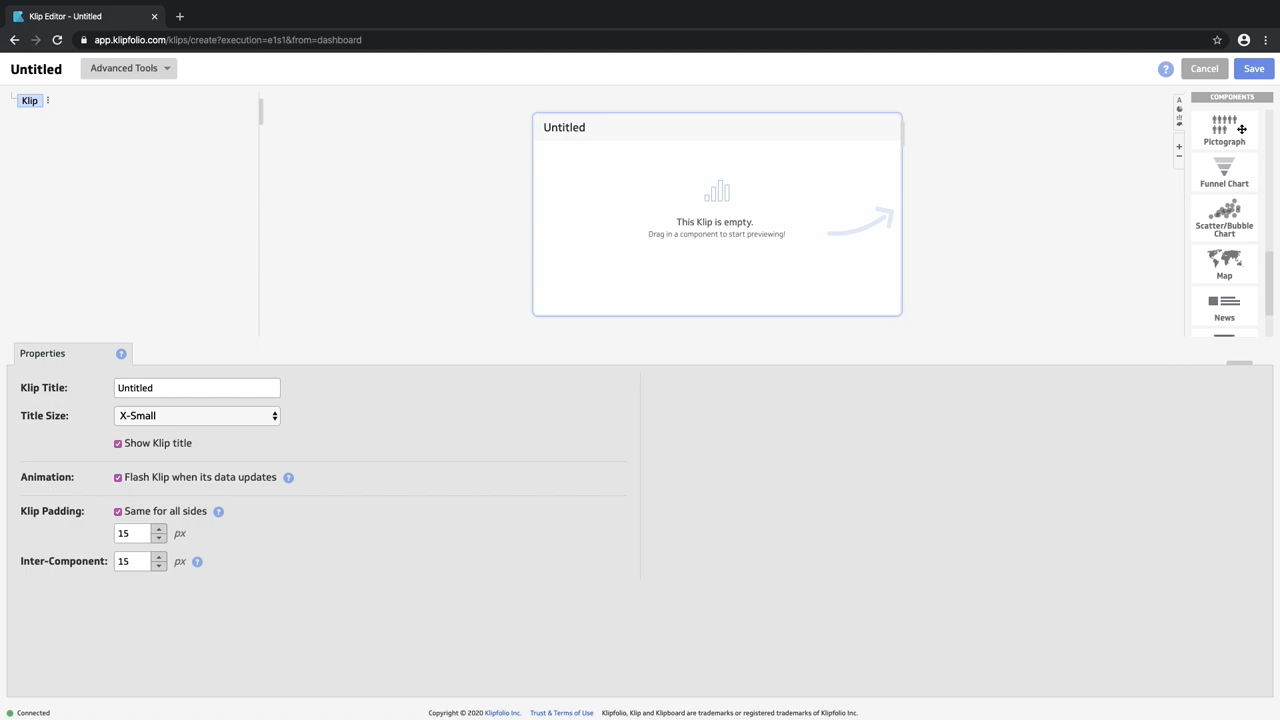 Klip Editor - Untitled
app.klipfolio.com/klips/create?execution=e1s1&from=dashboard
Untitled
Advanced Tools
?
Cancel
Save
Klip
Untitled
This Klip is empty.
Drag in a component to start previewing!
A
COMPONENTS
Pictograph
Funnel Chart
Scatter/Bubble
Chart
Map
News
Properties ?
Klip Title: Untitled
Title Size: X-Small
Show Klip title
Animation: Flash Klip when its data updates ?
Klip Padding: Same for all sides ?
15 px
Inter-Component: 15 px ?
Connected
Copyright © 2020 Klipfolio Inc. Trust & Terms of Use Klipfolio, Klip and Klipboard are trademarks or registered trademarks of Klipfolio Inc.